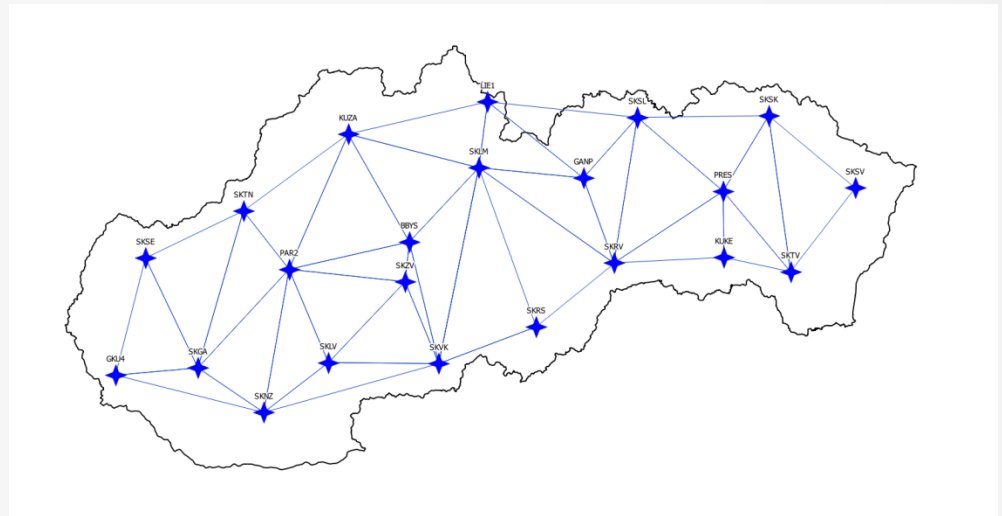 LIE1
SKSL
SKSK
KUZA
SKLM
GANP
PRES
SKSV
SKTN
BBYS
SKSE
PAR2
SKRV
KUKE
SKTV
SKZV
SKRS
SKGA
SKLV
SKVK
GKU4
SKNZ